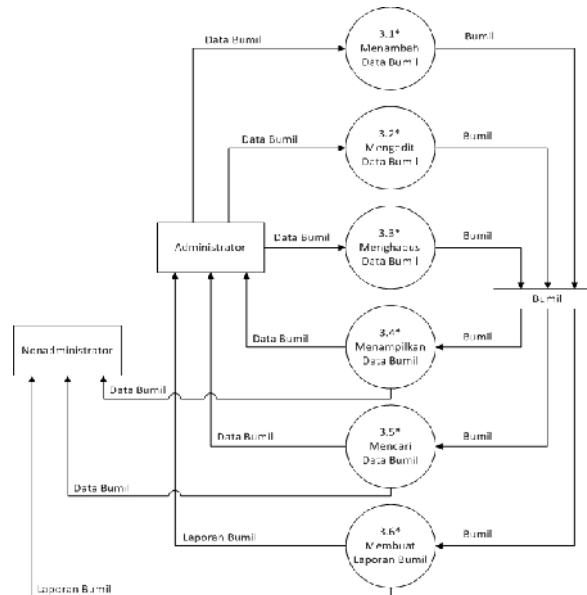 Data Bumil
3.1*
Menambah
Data Bumil
Bumil
Data Bumil
3.2*
Mengedit
Data Bumil
Bumil
Administrator
Data Bumil
3.3*
Menghapus
Data Bumil
Bumil
Bumil
Nonadministrator
Data Bumil
3.4*
Menampilkan
Data Bumil
Bumil
Data Bumil
Data Bumil
3.5*
Mencari
Data Bumil
Bumil
Data Bumil
Laporan Bumil
3.6*
Membuat
Laporan Bumil
Bumil
Laporan Bumil